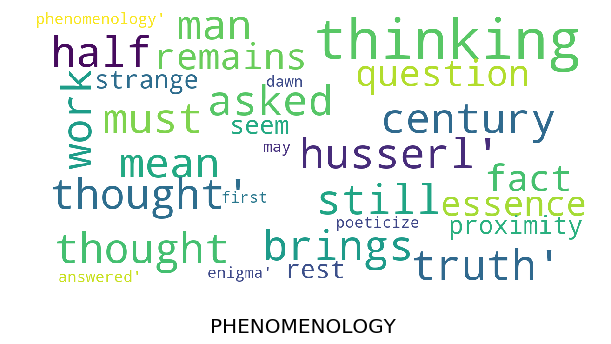 phenomenology'
man
thinking
half
remains
question
strange
dawn
work
asked
must
seem
century
may
husserl'
mean
fact
thought'
first
still
essence
poeticize
proximity
thought
brings
truth'
answered'
enigma'
rest
PHENOMENOLOGY